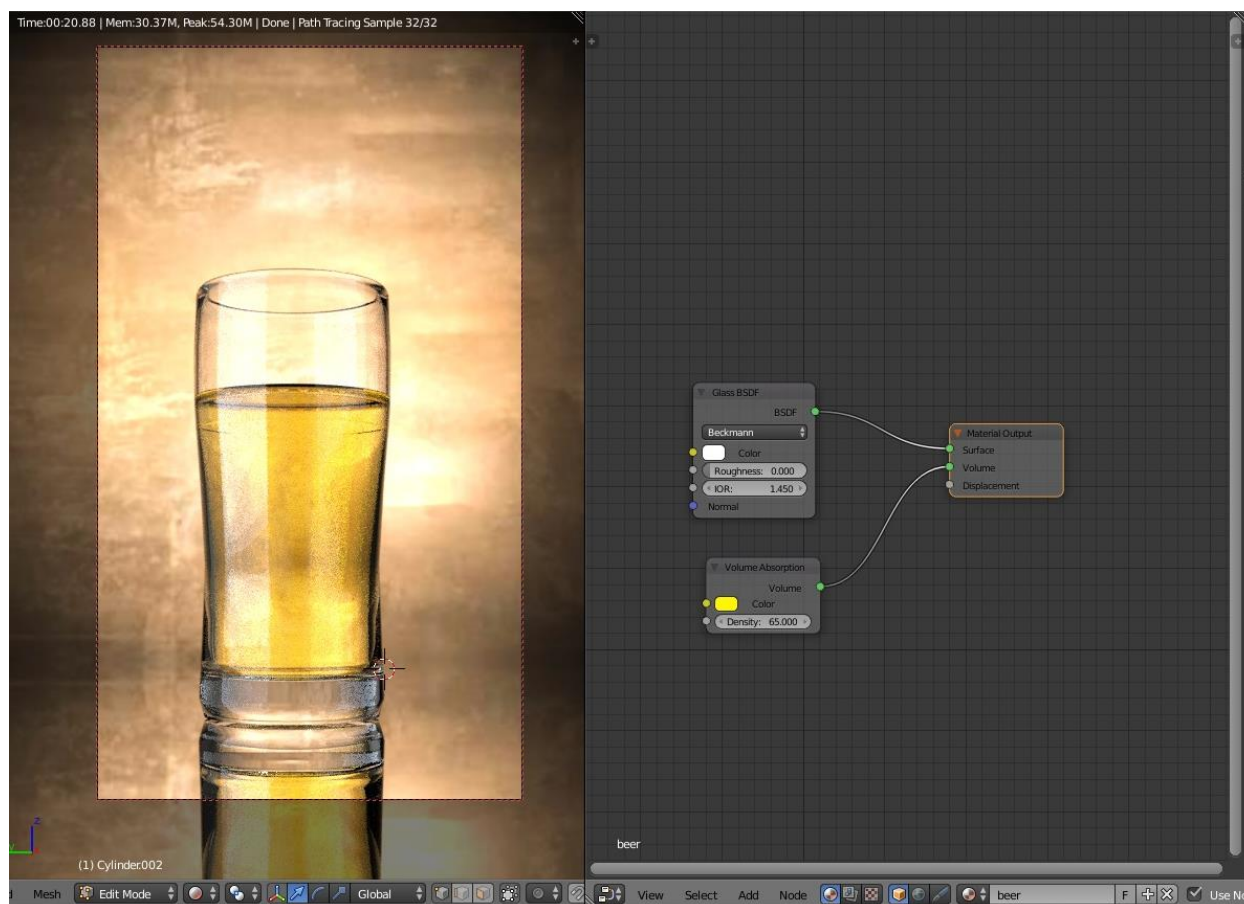 Time:00:20.88 | Mem:30.37M, Peak:54.30M | Done | Path Tracing Sample 32/32
(1) Cylinder.002
Mesh Edit Mode Global
Glass BSDF
BSDF
Beckmann
Color
Roughness: 0.000
IOR: 1.450
Normal
Volume Absorption
Volume
Color
Density: 65.000
Material Output
Surface
Volume
Displacement
beer
View Select Add Node beer F Use